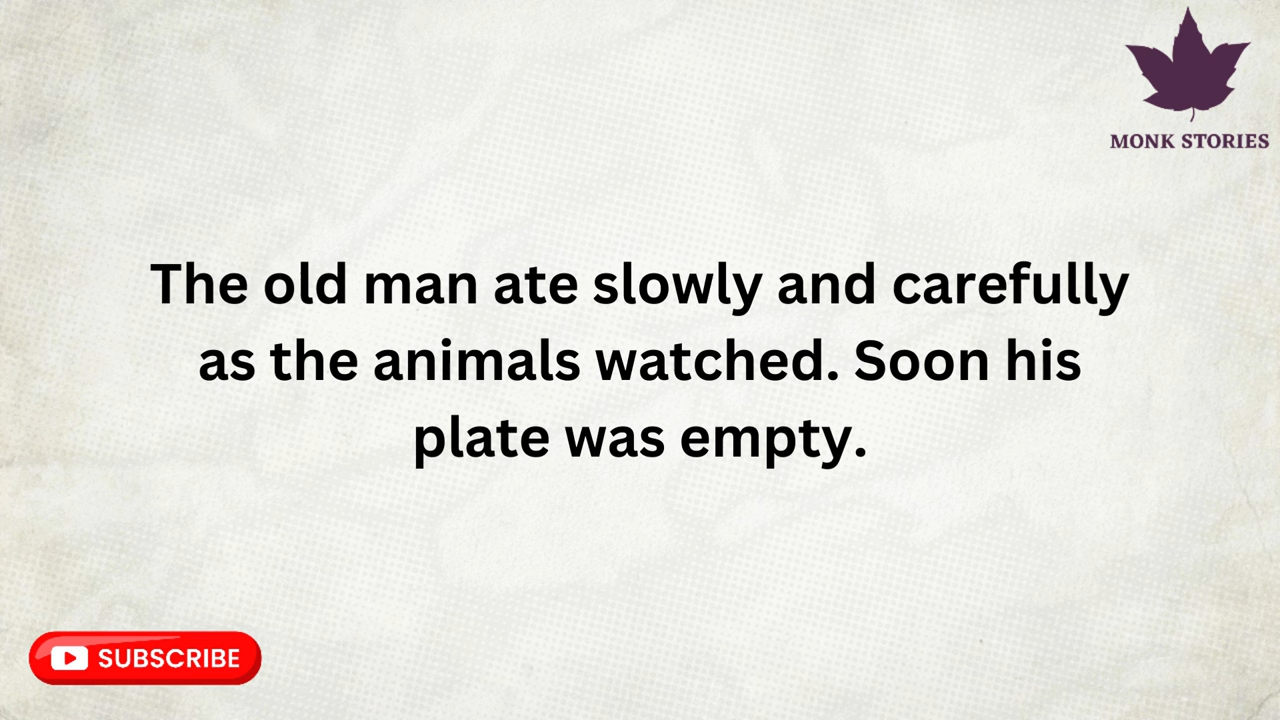 MONK STORIES
The old man ate slowly and carefully
as the animals watched. Soon his
plate was empty.
SUBSCRIBE